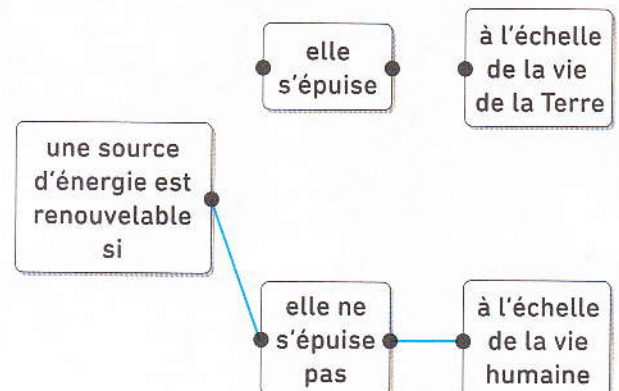 elle
s'épuise
à l'échelle
de la vie
de la Terre
une source
d'énergie est
renouvelable
si
elle ne
s'épuise
pas
à l'échelle
de la vie
humaine